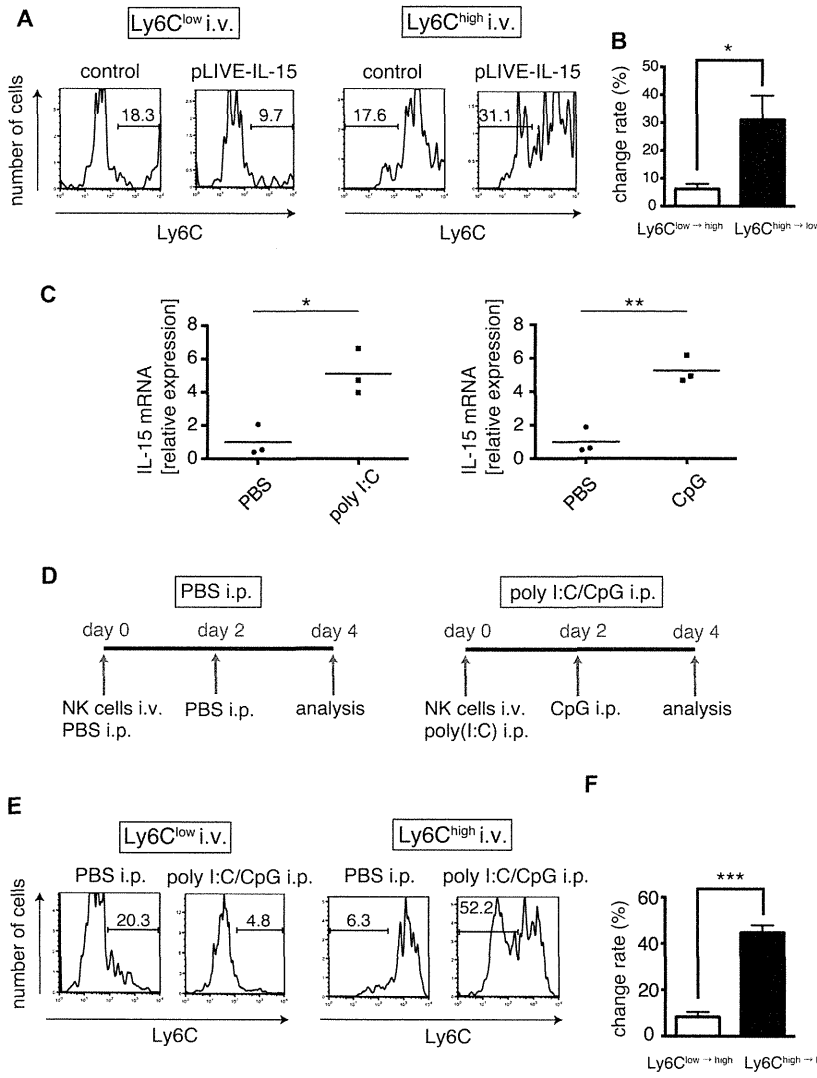 A
Ly6Clow i.v.
Ly6Chigh i.v.
control
pLIVE-IL-15
control
pLIVE-IL-15
number of cells
18.3
9.7
17.6
31.1
Ly6C
Ly6C
B
*
change rate (%)
50
40
30
20
10
0
Ly6Clow → high
Ly6Chigh → low
C
*
IL-15 mRNA
[relative expression]
8
6
4
2
0
PBS
poly I:C
**
IL-15 mRNA
[relative expression]
8
6
4
2
0
PBS
CpG
D
PBS i.p.
day 0
day 2
day 4
NK cells i.v.
PBS i.p.
PBS i.p.
analysis
poly I:C/CpG i.p.
day 0
day 2
day 4
NK cells i.v.
poly(I:C) i.p.
CpG i.p.
analysis
E
Ly6Clow i.v.
Ly6Chigh i.v.
PBS i.p.
poly I:C/CpG i.p.
PBS i.p.
poly I:C/CpG i.p.
number of cells
20.3
4.8
6.3
52.2
Ly6C
Ly6C
F
***
change rate (%)
60
40
20
0
Ly6Clow → high
Ly6Chigh → l